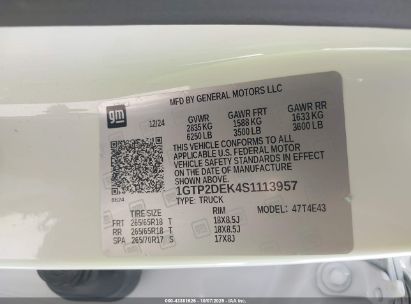 gm
MFD BY GENERAL MOTORS LLC
12/24 GVWR GAWR FRT GAWR RR
2835 KG 1588 KG 1633 KG
6250 LB 3500 LB 3600 LB
THIS VEHICLE CONFORMS TO ALL
APPLICABLE U.S. FEDERAL MOTOR
VEHICLE SAFETY STANDARDS IN EFFECT ON
THE DATE OF MANUFACTURE SHOWN ABOVE.
1GTP2DEK4S1113957
TYPE: TRUCK MODEL: 47T4E43
TIRE SIZE RIM
FRT 265/65R18 T 18X8.5J
RR 265/65R18 T 18X8.5J
SPA 265/70R17 S 17X8J